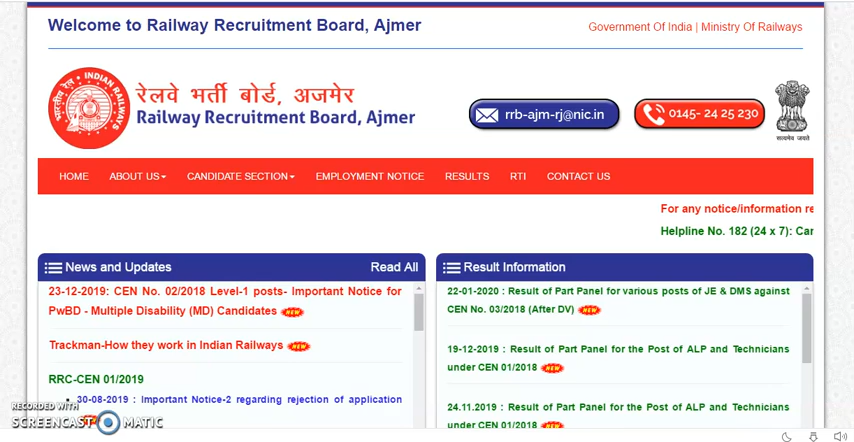 Welcome to Railway Recruitment Board, Ajmer
Government Of India | Ministry Of Railways
INDIAN RAILWAYS
भारतीय रेल
रेलवे भर्ती बोर्ड, अजमेर
Railway Recruitment Board, Ajmer
rrb-ajm-rj@nic.in
0145- 24 25 230
सत्यमेव जयते
HOME ABOUT US CANDIDATE SECTION EMPLOYMENT NOTICE RESULTS RTI CONTACT US
For any notice/information re
Helpline No. 182 (24 x 7): Car
News and Updates Read All
23-12-2019: CEN No. 02/2018 Level-1 posts- Important Notice for
PwBD - Multiple Disability (MD) Candidates NEW
Trackman-How they work in Indian Railways NEW
RRC-CEN 01/2019
30-08-2019 : Important Notice-2 regarding rejection of application
Result Information
22-01-2020 : Result of Part Panel for various posts of JE & DMS against
CEN No. 03/2018 (After DV) NEW
19-12-2019 : Result of Part Panel for the Post of ALP and Technicians
under CEN 01/2018 NEW
24.11.2019 : Result of Part Panel for the Post of ALP and Technicians
under CEN 01/2018 NEW
RECORDED WITH
SCREENCAST MATIC